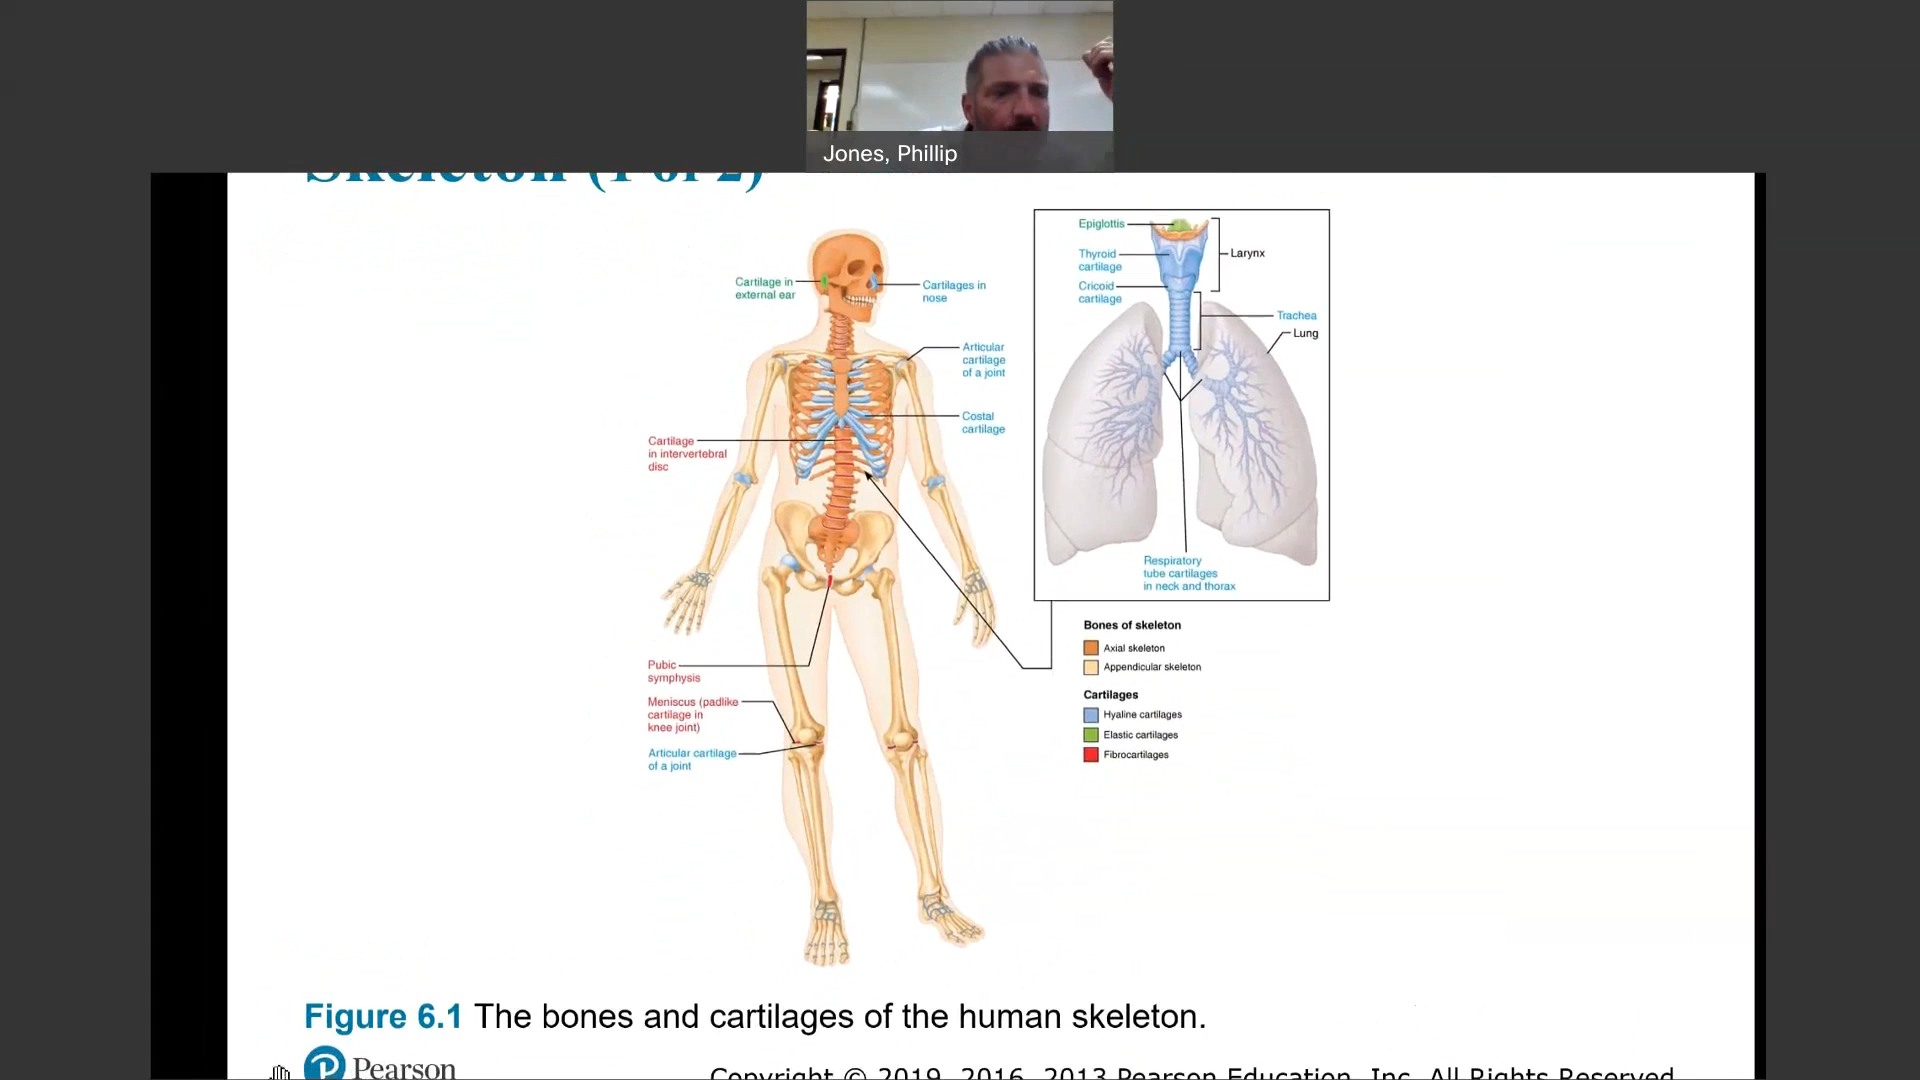 Jones, Phillip
Skeleton (1 of 2)
Epiglottis
Thyroid
cartilage
Cricoid
cartilage
Larynx
Trachea
Lung
Cartilage in
external ear
Cartilages in
nose
Articular
cartilage
of a joint
Costal
cartilage
Cartilage
in intervertebral
disc
Respiratory
tube cartilages
in neck and thorax
Pubic
symphysis
Meniscus (padlike
cartilage in
knee joint)
Articular cartilage
of a joint
Bones of skeleton
Axial skeleton
Appendicular skeleton
Cartilages
Hyaline cartilages
Elastic cartilages
Fibrocartilages
Figure 6.1 The bones and cartilages of the human skeleton.
P Pearson
Copyright © 2019, 2016, 2013 Pearson Education, Inc. All Rights Reserved